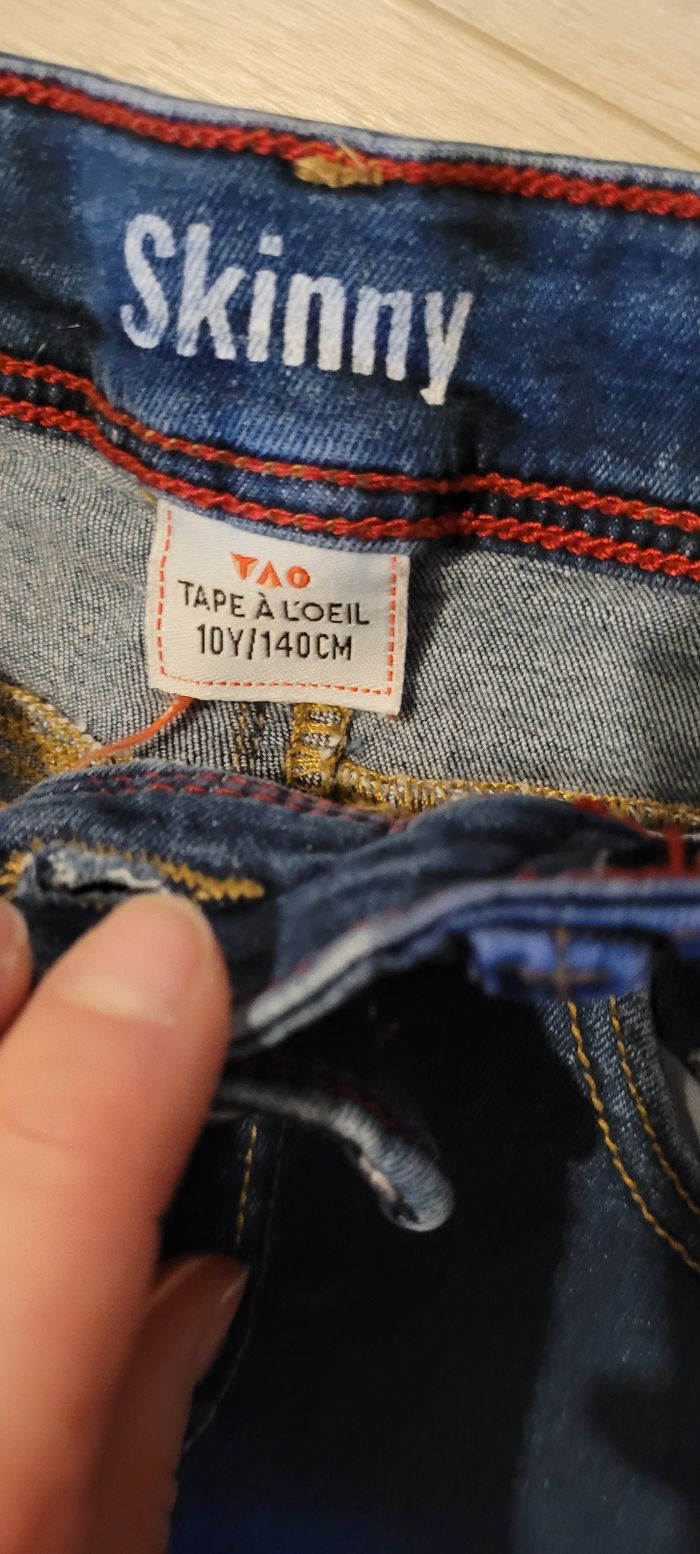 Skinny
TAO
TAPE À L'OEIL
10Y/140CM